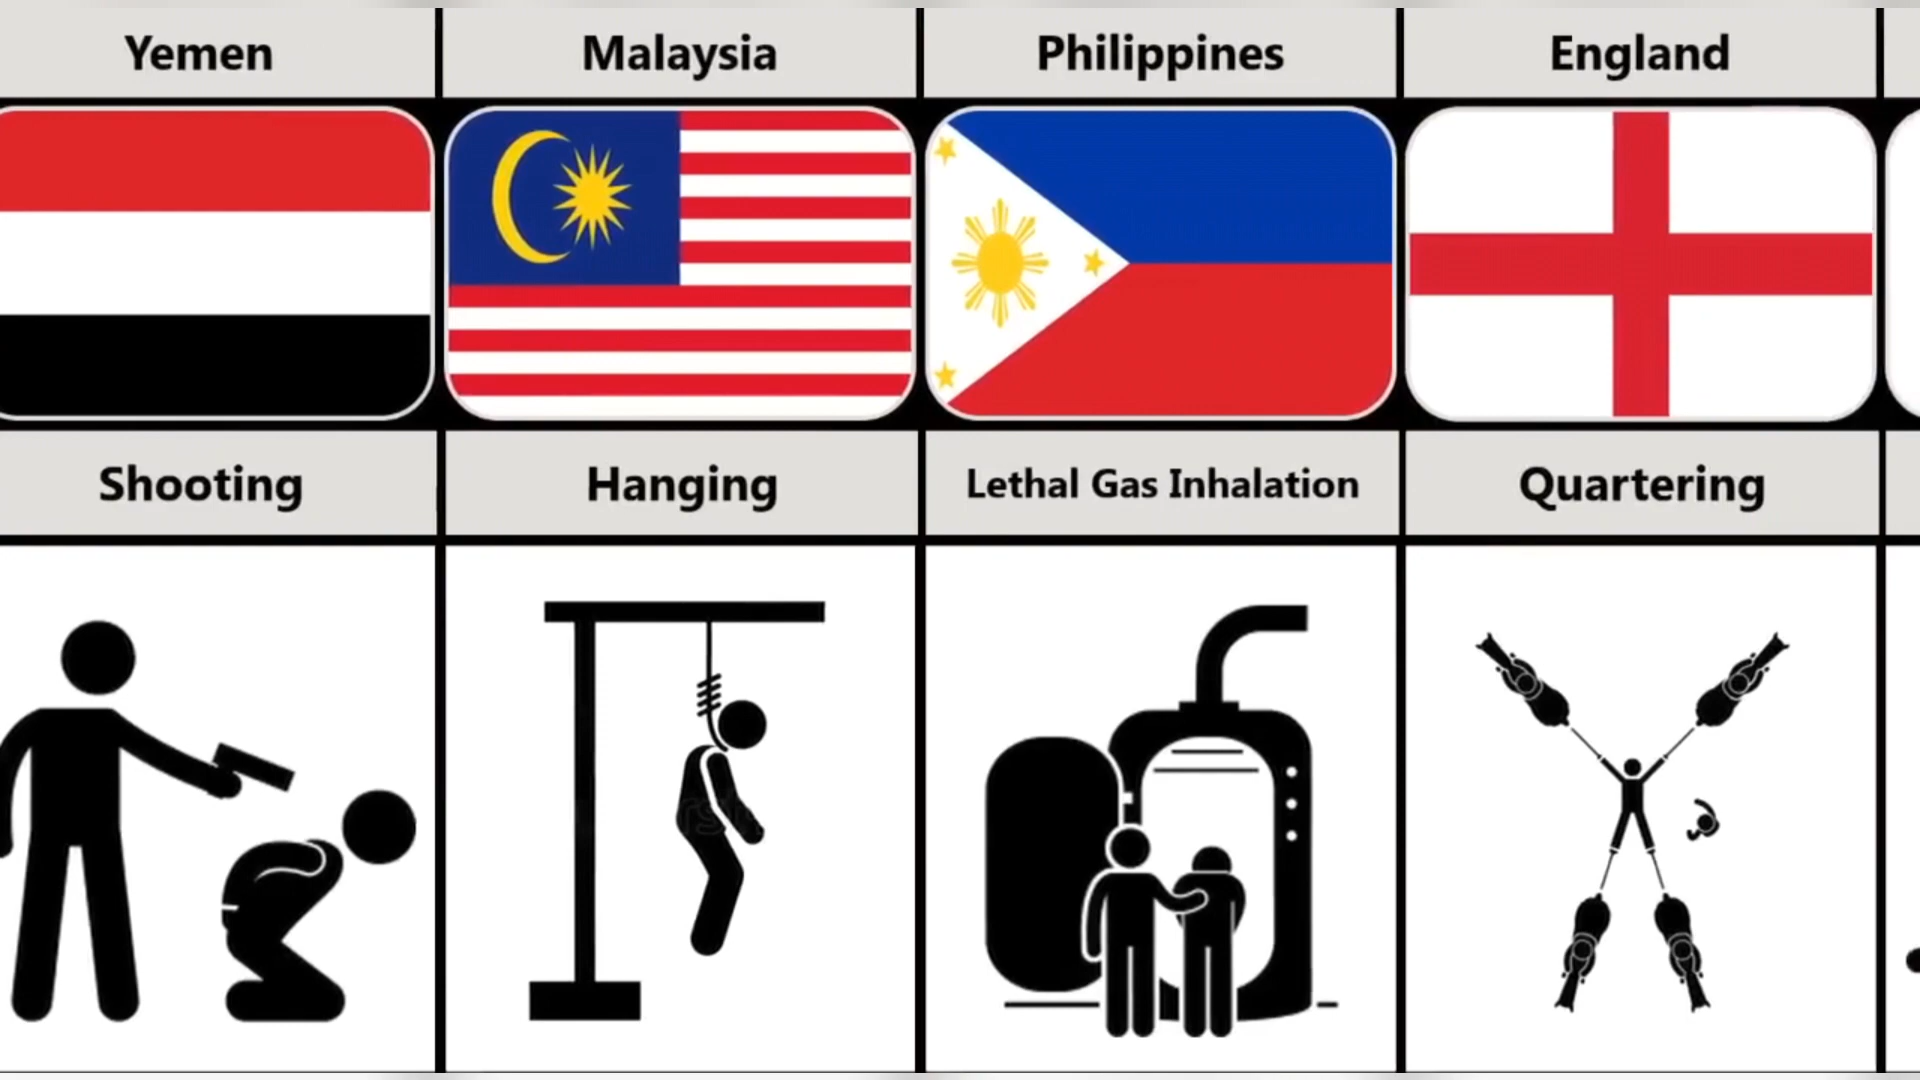 Yemen
Malaysia
Philippines
England
Shooting
Hanging
Lethal Gas Inhalation
Quartering